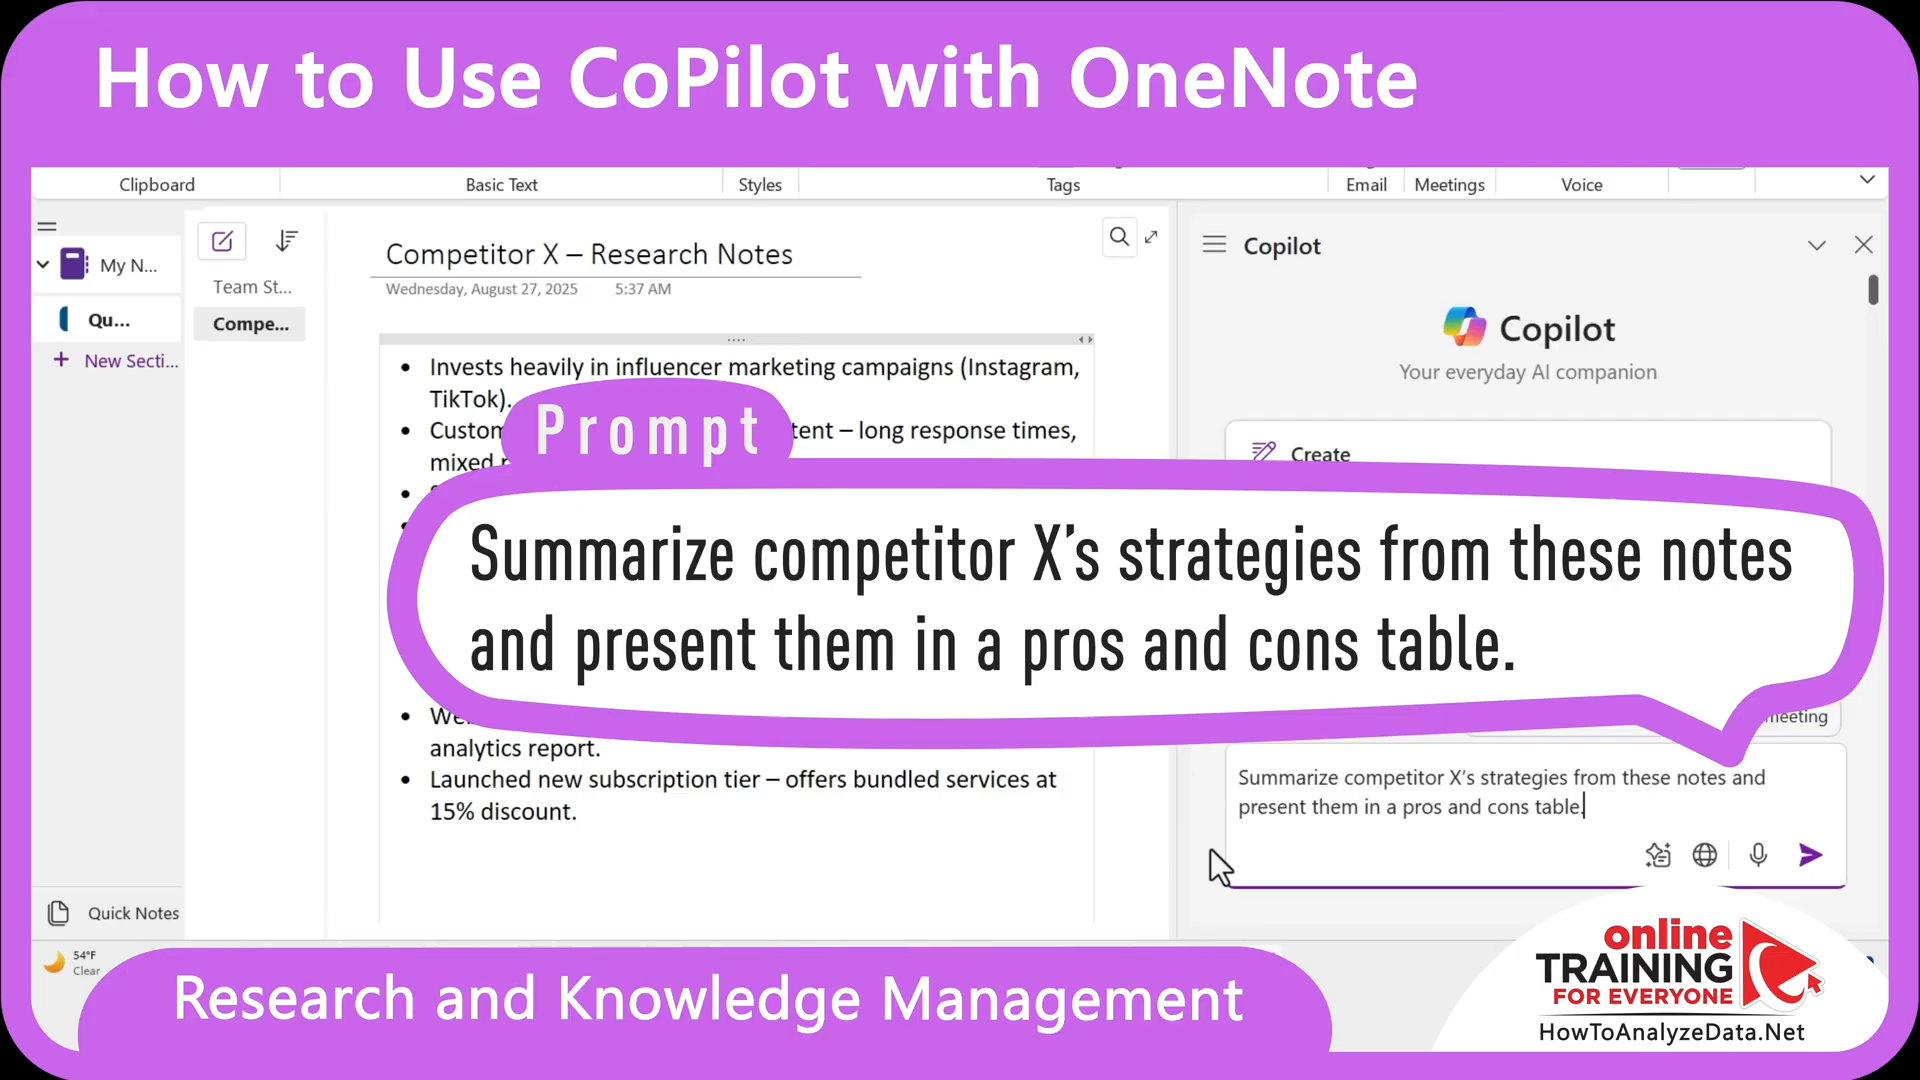 How to Use CoPilot with OneNote
Clipboard
Basic Text
Styles
Tags
Email
Meetings
Voice
My N...
Qu...
New Secti...
Team St...
Compe...
Competitor X – Research Notes
Wednesday, August 27, 2025 5:37 AM
Invests heavily in influencer marketing campaigns (Instagram,
TikTok).
– long response times,
mixed
analytics report.
Launched new subscription tier – offers bundled services at
15% discount.
Copilot
Copilot
Your everyday AI companion
Create
Prompt
Summarize competitor X’s strategies from these notes
and present them in a pros and cons table.
meeting
Summarize competitor X’s strategies from these notes and
present them in a pros and cons table.
Quick Notes
54°F
Clear
Research and Knowledge Management
online
TRAINING
FOR EVERYONE
HowToAnalyzeData.Net